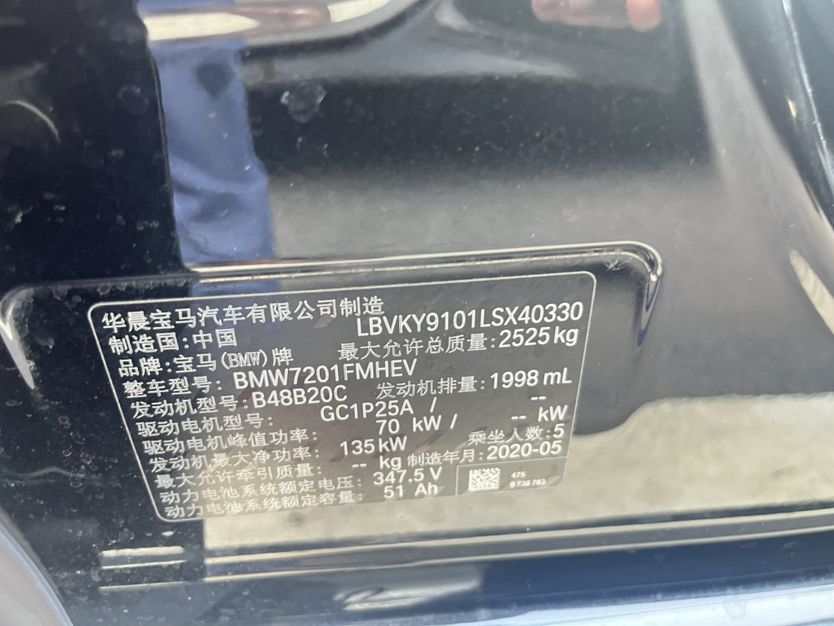 华晨宝马汽车有限公司制造
制造国:中国 LBVKY9101LSX40330
品牌:宝马(BMW)牌 最大允许总质量:2525kg
整车型号: BMW7201FMHEV
发动机型号:B48B20C 发动机排量:1998 mL
驱动电机型号: GC1P25A / --
驱动电机峰值功率: 70 kW / -- kW
发动机最大净功率: 135kW 乘坐人数:5
最大允许牵引质量: -- kg 制造年月:2020-05
动力电池系统额定电压: 347.5 V
动力电池系统额定容量: 51 Ah
475
8 738 783